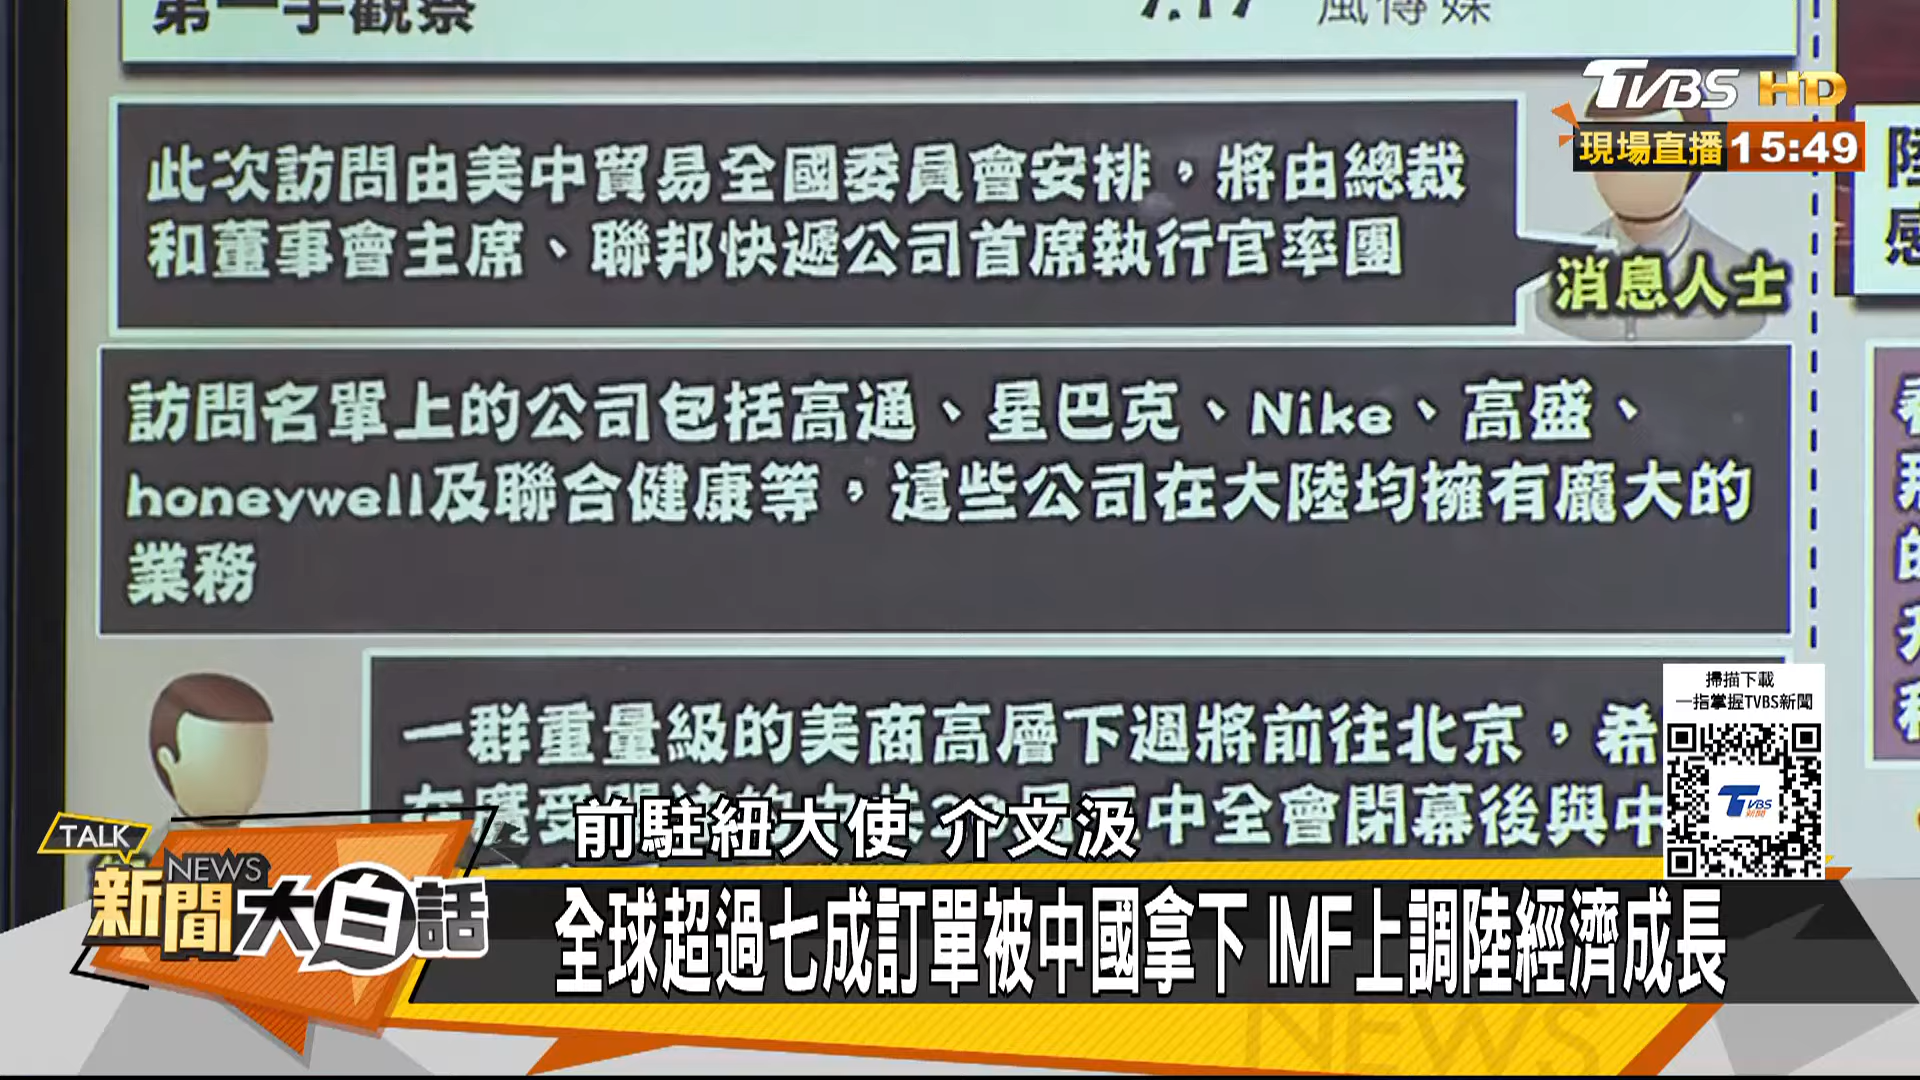 第一手觀察
7.17 風傳媒
TVBS HD
現場直播 15:49
此次訪問由美中貿易全國委員會安排，將由總裁
和董事會主席、聯邦快遞公司首席執行官率團
消息人士
訪問名單上的公司包括高通、星巴克、Nike、高盛、
honeywell及聯合健康等，這些公司在大陸均擁有龐大的
業務
一群重量級的美商高層下週將前往北京，希
中全會閉幕後與中
掃描下載
一指掌握TVBS新聞
TVBS
新聞
前駐紐大使 介文汲
TALK
NEWS
新聞大白話
全球超過七成訂單被中國拿下 IMF上調陸經濟成長
NEWS